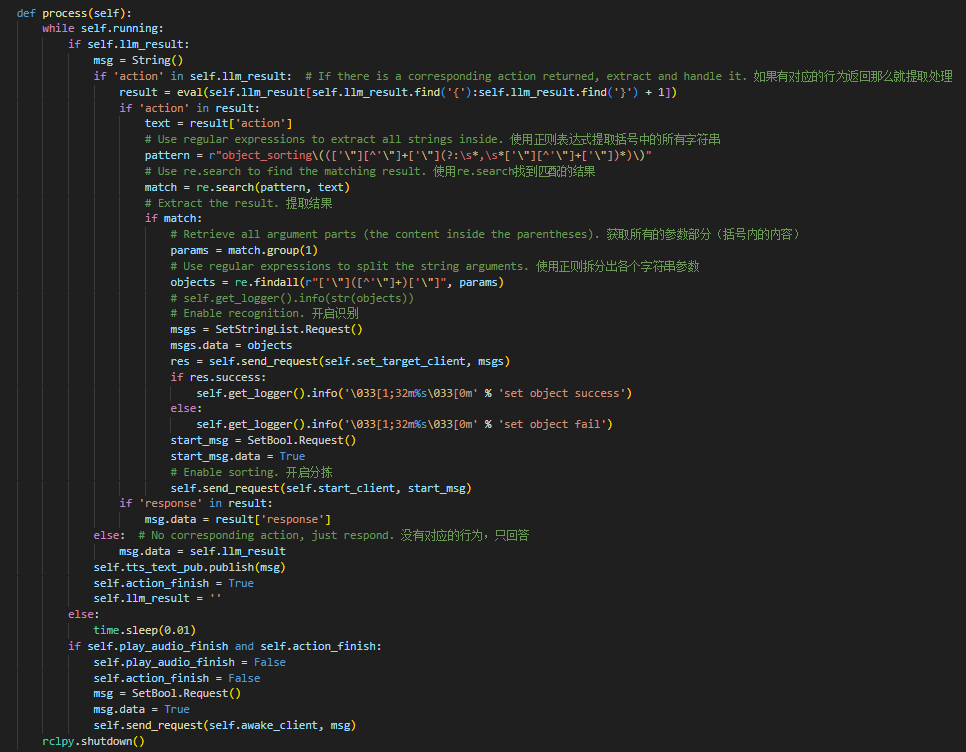 def process(self):
    while self.running:
        if self.llm_result:
            msg = String()
            if 'action' in self.llm_result:  # If there is a corresponding action returned, extract and handle it. 如果有对应的行为返回那么就提取处理
                result = eval(self.llm_result[self.llm_result.find('{'):self.llm_result.find('}') + 1])
                if 'action' in result:
                    text = result['action']
                    # Use regular expressions to extract all strings inside. 使用正则表达式提取括号中的所有字符串
                    pattern = r"object_sorting\((['\"][^'\"]+['\"](?:\s*,\s*['\"][^'\"]+['\"])*)\)"
                    # Use re.search to find the matching result. 使用re.search找到匹配的结果
                    match = re.search(pattern, text)
                    # Extract the result. 提取结果
                    if match:
                        # Retrieve all argument parts (the content inside the parentheses). 获取所有的参数部分（括号内的内容）
                        params = match.group(1)
                        # Use regular expressions to split the string arguments. 使用正则拆分出各个字符串参数
                        objects = re.findall(r"['\"]([^'\"]+)['\"]", params)
                        # self.get_logger().info(str(objects))
                        # Enable recognition. 开启识别
                        msgs = SetStringList.Request()
                        msgs.data = objects
                        res = self.send_request(self.set_target_client, msgs)
                        if res.success:
                            self.get_logger().info('\033[1;32m%s\033[0m' % 'set object success')
                        else:
                            self.get_logger().info('\033[1;32m%s\033[0m' % 'set object fail')
                        start_msg = SetBool.Request()
                        start_msg.data = True
                        # Enable sorting. 开启分拣
                        self.send_request(self.start_client, start_msg)
                if 'response' in result:
                    msg.data = result['response']
            else:  # No corresponding action, just respond. 没有对应的行为，只回答
                msg.data = self.llm_result
            self.tts_text_pub.publish(msg)
            self.action_finish = True
            self.llm_result = ''
        else:
            time.sleep(0.01)
        if self.play_audio_finish and self.action_finish:
            self.play_audio_finish = False
            self.action_finish = False
            msg = SetBool.Request()
            msg.data = True
            self.send_request(self.awake_client, msg)
    rclpy.shutdown()